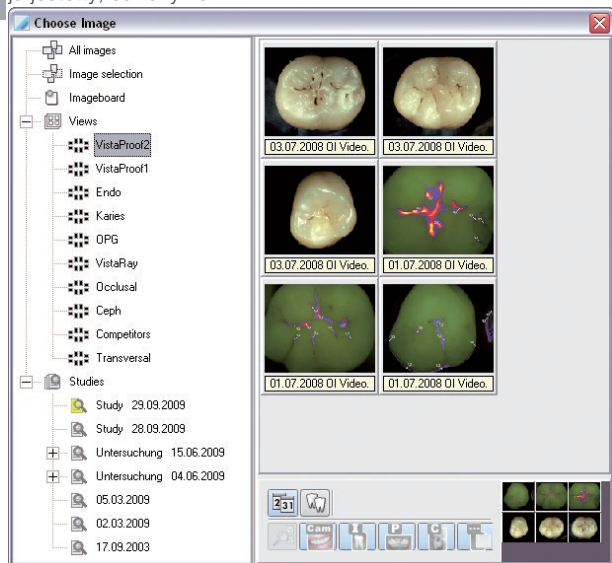 Choose Image
All images
Image selection
Imageboard
Views
VistaProof2
VistaProof1
Endo
Karies
OPG
VistaRay
Occlusal
Ceph
Competitors
Transversal
Studies
Study 29.09.2009
Study 28.09.2009
Untersuchung 15.06.2009
Untersuchung 04.06.2009
05.03.2009
02.03.2009
17.09.2003
03.07.2008 OI Video.
03.07.2008 OI Video.
03.07.2008 OI Video.
01.07.2008 OI Video.
01.07.2008 OI Video.
01.07.2008 OI Video.
2 31
Cam
I
P
C